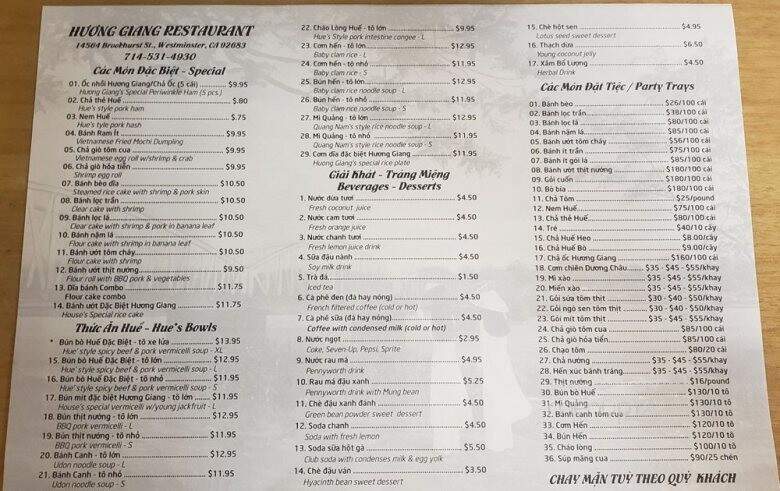 HƯƠNG GIANG RESTAURANT
14564 Brookhurst St., Westminster, CA 92683
714-531-4930
Các Món Đặc Biệt - Special
01. Ốc nhồi Hương Giang/Chả Ốc (5 cái) $9.95
Hương Giang's Special Periwinkle Ham (5 pcs.)
02. Chả thẻ Huế $.80
Hue's style pork ham
03. Nem Huế $.75
Hue's tyle pork hash
04. Bánh Ram Ít $9.95
Vietnamese Fried Mochi Dumpling
05. Chả giò tôm cua $9.95
Vietnamese egg roll w/shrimp & crab
06. Chả giò hỏa tiễn $9.95
Shrimp egg roll
07. Bánh bèo đĩa $10.50
Steamed rice cake with shrimp & pork skin
08. Bánh lọc trần $10.50
Clear cake with shrimp
09. Bánh lọc lá $10.50
Clear cake with shrimp & pork in banana leaf
10. Bánh nậm lá $10.50
Flour cake with shrimp in banana leaf
11. Bánh ướt tôm cháy $10.50
Flour cake with shrimp
12. Bánh ướt thịt nướng $9.50
Flour roll with BBQ pork & vegetables
13. Dĩa bánh Combo $11.75
Flour cake combo
14. Bánh ướt Đặc Biệt Hương Giang $11.75
House's Special rice cake
Thức Ăn Huế - Hue's Bowls
* Bún bò Huế Đặc Biệt - tô xe lửa $13.95
Hue' style spicy beef & pork vermicelli soup - XL
15. Bún bò Huế Đặc Biệt - tô lớn $12.95
Hue' style spicy beef & pork vermicelli soup - L
16. Bún bò Huế Đặc Biệt - tô nhỏ $11.95
Hue' style spicy beef & pork vermicelli soup - S
17. Bún mít đặc biệt Hương Giang - tô lớn $12.95
House's special vermicelli w/young jackfruit - L
18. Bún thịt nướng - tô lớn $12.95
BBQ pork vermicelli - L
19. Bún thịt nướng - tô nhỏ $11.95
BBQ pork vermicelli - S
20. Bánh Canh - tô lớn $12.95
Udon noodle soup - L
21. Bánh Canh - tô nhỏ $11.95
Udon noodle soup - S
22. Cháo Lòng Huế - tô lớn $9.95
Hue's Style pork intestine congee - L
23. Cơm hến - tô lớn $12.95
Baby clam rice - L
24. Cơm hến - tô nhỏ $11.95
Baby clam rice - S
25. Bún hến - tô lớn $12.95
Baby clam rice noodle soup - L
26. Bún hến - tô nhỏ $11.95
Baby clam rice noodle soup - S
27. Mì Quảng - tô lớn $12.95
Quang Nam's style rice noodle soup - L
28. Mì Quảng - tô nhỏ $11.95
Quang Nam's style rice noodle soup - S
29. Cơm dĩa đặc biệt Hương Giang $11.95
Huong Giang's special rice plate
Giải Khát - Tráng Miệng
Beverages - Desserts
1. Nước dừa tươi $4.50
Fresh coconut juice
2. Nước cam tươi $4.50
Fresh orange juice
3. Nước chanh tươi $4.50
Fresh lemon juice drink
4. Sữa đậu nành $4.50
Soy milk drink
5. Trà đá $1.50
Iced tea
6. Cà phê đen (đá hay nóng) $4.50
French filtered coffee (cold or hot)
7. Cà phê sữa (đá hay nóng) $4.50
Coffee with condensed milk (cold or hot)
8. Nước ngọt $2.95
Coke, Seven-Up, Pepsi, Sprite
9. Nước rau má $4.95
Pennyworth drink
10. Rau má đậu xanh $5.25
Pennyworth drink with Mung bean
11. Chè đậu xanh đánh $4.50
Green bean powder sweet dessert
12. Soda chanh $4.50
Soda with fresh lemon
13. Soda sữa hột gà $5.50
Club soda with condenses milk & egg yolk
14. Chè đậu ván $3.50
Hyacinth bean sweet dessert
15. Chè hột sen $4.95
Lotus seed sweet dessert
16. Thạch dừa $6.50
Young coconut jelly
17. Xâm Bổ Lượng $4.50
Herbal Drink
Các Món Đặt Tiệc / Party Trays
01. Bánh bèo $26/100 cái
02. Bánh lọc trần $38/100 cái
03. Bánh lọc lá $80/100 cái
04. Bánh nậm lá $85/100 cái
05. Bánh ướt tôm cháy $55/100 cái
06. Bánh ít trần $75/100 cái
07. Bánh ít gói lá $85/100 cái
08. Bánh ướt thịt nướng $180/100 cái
09. Gỏi cuốn $180/100 cái
10. Bò bía $180/100 cái
11. Chả Tôm $25/pound
12. Nem Huế $75/100 cái
13. Chả thẻ Huế $80/100 cái
14. Tré $40/10 cây
15. Chả Huế Heo $8.00/cây
16. Chả Huế Bò $9.00/cây
17. Chả ốc Hương Giang $160/100 cái
18. Cơm chiên Dương Châu $35 - $45 - $55/khay
19. Mì xào $35 - $45 - $55/khay
20. Miến xào $35 - $45 - $55/khay
21. Gỏi sứa tôm thịt $30 - $40 - $50/khay
22. Gỏi ngó sen tôm thịt $35 - $45 - $55/khay
23. Gỏi mít tôm thịt $35 - $45 - $55/khay
24. Chả giò tôm cua $85/100 cái
25. Chả giò hỏa tiễn $85/100 cái
26. Chạo tôm $80/20 cái
27. Chả nướng $35 - $45 - $55/khay
28. Hến xúc bánh tráng $35 - $45 - $55/khay
29. Thịt nướng $16/pound
30. Bún bò Huế $130/10 tô
31. Mì Quảng $130/10 tô
32. Bánh canh tôm cua $130/10 tô
33. Cơm Hến $120/10 tô
34. Bún Hến $120/10 tô
35. Cháo lòng $100/10 tô
36. Súp măng cua $90/25 chén
CHAY MẶN TUỲ THEO QUÝ KHÁCH